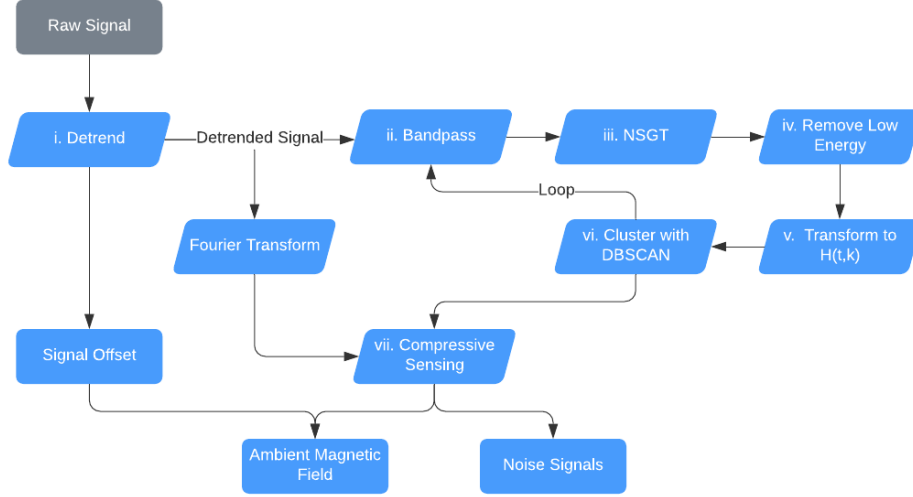 Raw Signal
i. Detrend
Detrended Signal
ii. Bandpass
iii. NSGT
iv. Remove Low
Energy
Loop
Fourier Transform
vi. Cluster with
DBSCAN
v. Transform to
H(t,k)
Signal Offset
vii. Compressive
Sensing
Ambient Magnetic
Field
Noise Signals